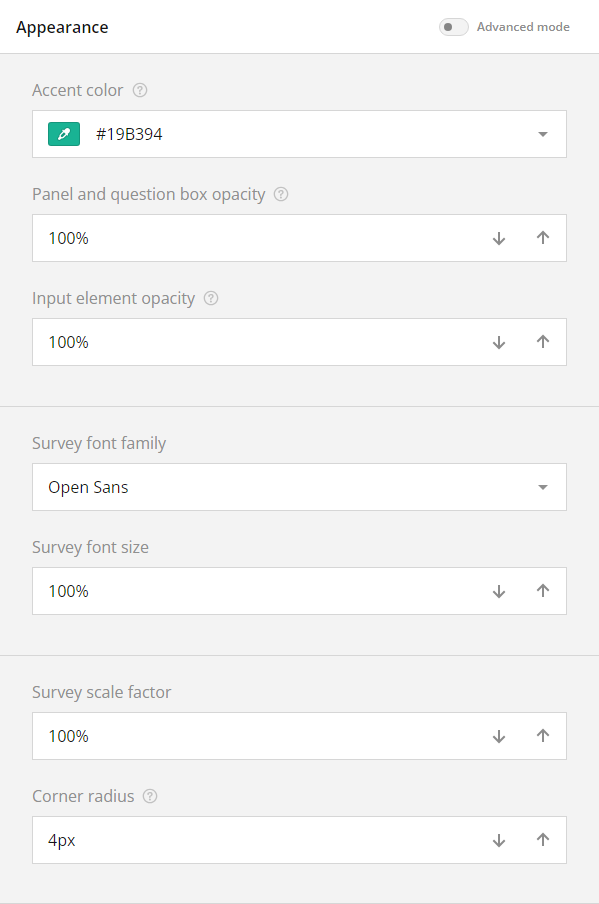 Appearance
Advanced mode
Accent color
#19B394
Panel and question box opacity
100%
Input element opacity
100%
Survey font family
Open Sans
Survey font size
100%
Survey scale factor
100%
Corner radius
4px